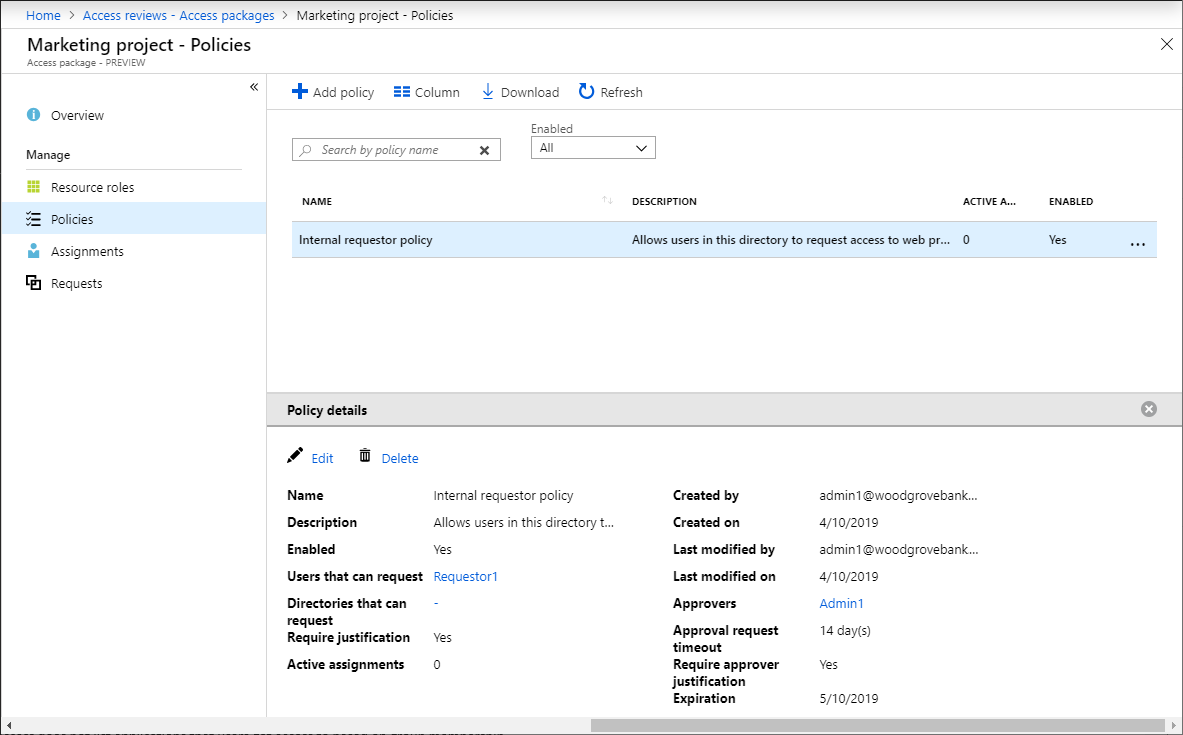 Home > Access reviews - Access packages > Marketing project - Policies
Marketing project - Policies
Access package - PREVIEW
Overview
Manage
Resource roles
Policies
Assignments
Requests
Add policy Column Download Refresh
Enabled
Search by policy name All
NAME DESCRIPTION ACTIVE A... ENABLED
Internal requestor policy Allows users in this directory to request access to web pr... 0 Yes ...
Policy details
Edit Delete
Name Internal requestor policy
Description Allows users in this directory t...
Enabled Yes
Users that can request Requestor1
Directories that can
request -
Require justification Yes
Active assignments 0
Created by admin1@woodgrovebank...
Created on 4/10/2019
Last modified by admin1@woodgrovebank...
Last modified on 4/10/2019
Approvers Admin1
Approval request
timeout 14 day(s)
Require approver
justification Yes
Expiration 5/10/2019